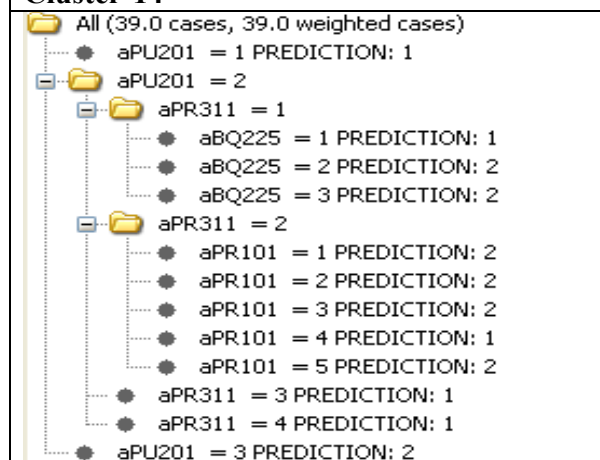 All (39.0 cases, 39.0 weighted cases)
aPU201 = 1 PREDICTION: 1
aPU201 = 2
aPR311 = 1
aBQ225 = 1 PREDICTION: 1
aBQ225 = 2 PREDICTION: 2
aBQ225 = 3 PREDICTION: 2
aPR311 = 2
aPR101 = 1 PREDICTION: 2
aPR101 = 2 PREDICTION: 2
aPR101 = 3 PREDICTION: 2
aPR101 = 4 PREDICTION: 1
aPR101 = 5 PREDICTION: 2
aPR311 = 3 PREDICTION: 1
aPR311 = 4 PREDICTION: 1
aPU201 = 3 PREDICTION: 2